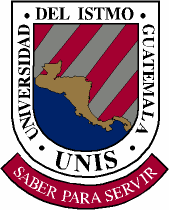 · UNIVERSIDAD · DEL ISTMO · GUATEMALA ·
UNIS
SABER PARA SERVIR